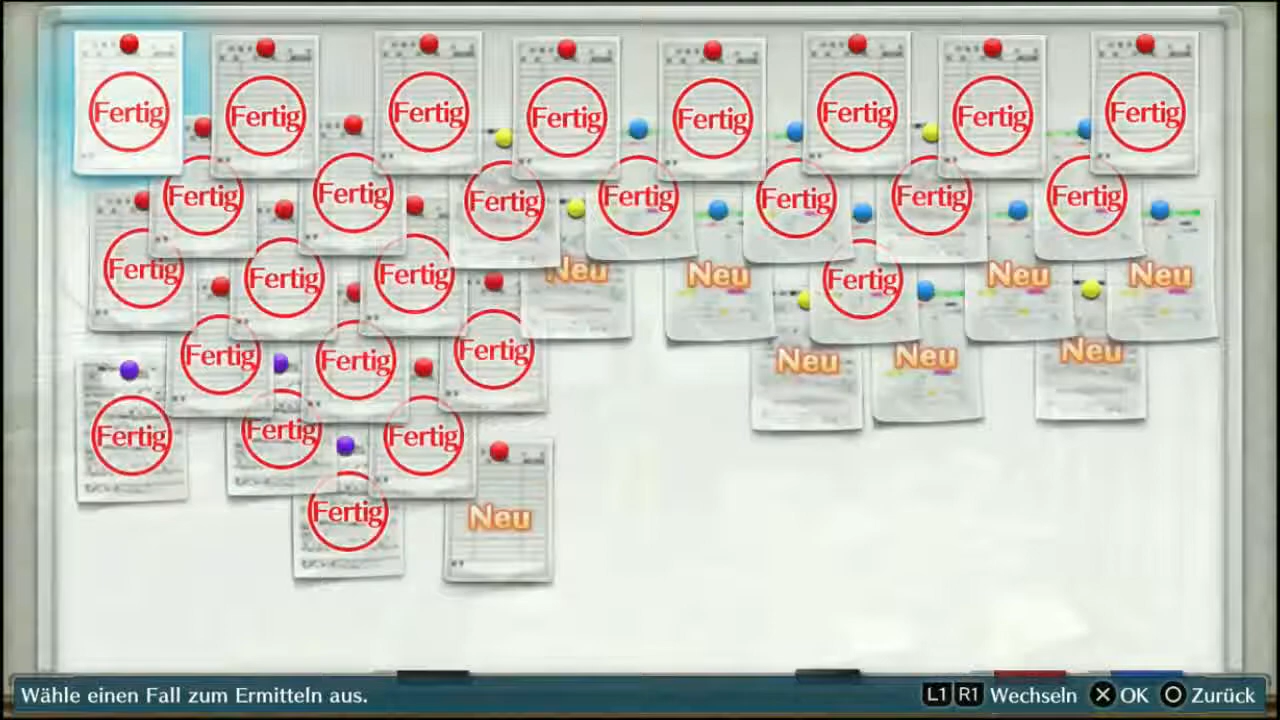 Fertig Fertig Fertig Fertig Fertig Fertig Fertig Fertig
Fertig Fertig Fertig Fertig Fertig Fertig Fertig
Fertig Fertig Fertig Neu Neu Fertig Neu Neu
Fertig Fertig Fertig Neu Neu Neu
Fertig Fertig Fertig
Fertig Neu
Wähle einen Fall zum Ermitteln aus.
L1 R1 Wechseln OK Zurück